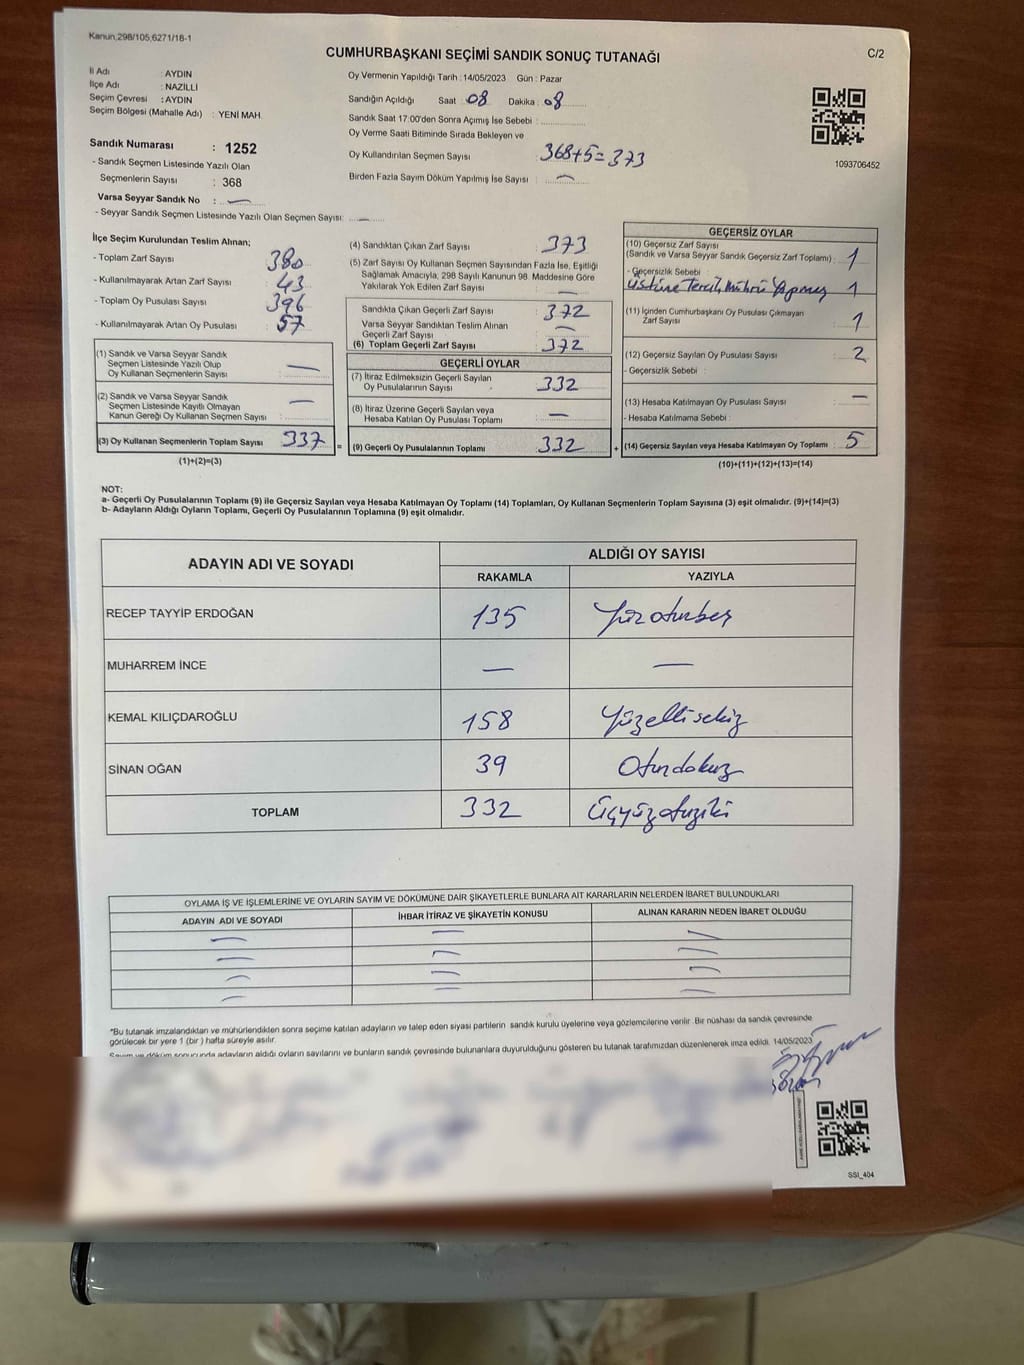 Kanun.298/105,6271/18-1
CUMHURBAŞKANI SEÇİMİ SANDIK SONUÇ TUTANAĞI
C/2
İl Adı : AYDIN
İlçe Adı : NAZİLLİ
Seçim Çevresi : AYDIN
Seçim Bölgesi (Mahalle Adı) : YENİ MAH.
Sandık Numarası : 1252
- Sandık Seçmen Listesinde Yazılı Olan
Seçmenlerin Sayısı : 368
Varsa Seyyar Sandık No : —
- Seyyar Sandık Seçmen Listesinde Yazılı Olan Seçmen Sayısı: —
Oy Vermenin Yapıldığı Tarih : 14/05/2023 Gün : Pazar
Sandığın Açıldığı Saat 08 Dakika : 08
Sandık Saat 17.00'den Sonra Açımış İse Sebebi :
Oy Verme Saati Bitiminde Sırada Bekleyen ve
Oy Kullandırılan Seçmen Sayısı : 368+5=373
Birden Fazla Sayım Döküm Yapılmış İse Sayısı : —
1093706452
İlçe Seçim Kurulundan Teslim Alınan;
- Toplam Zarf Sayısı : 380
- Kullanılmayarak Artan Zarf Sayısı : 43
- Toplam Oy Pusulası Sayısı : 396
- Kullanılmayarak Artan Oy Pusulası : 57
(1) Sandık ve Varsa Seyyar Sandık
Seçmen Listesinde Yazılı Olup
Oy Kullanan Seçmenlerin Sayısı : —
(2) Sandık ve Varsa Seyyar Sandık
Seçmen Listesinde Kayıtlı Olmayan
Kanun Gereği Oy Kullanan Seçmen Sayısı : —
(3) Oy Kullanan Seçmenlerin Toplam Sayısı : 337 =
(1)+(2)=(3)
(4) Sandıktan Çıkan Zarf Sayısı : 373
(5) Zarf Sayısı Oy Kullanan Seçmen Sayısından Fazla İse, Eşitliği
Sağlamak Amacıyla, 298 Sayılı Kanunun 98. Maddesine Göre
Yakılarak Yok Edilen Zarf Sayısı : —
Sandıkta Çıkan Geçerli Zarf Sayısı : 372
Varsa Seyyar Sandıktan Teslim Alınan
Geçerli Zarf Sayısı : —
(6) Toplam Geçerli Zarf Sayısı : 372
GEÇERLİ OYLAR
(7) İtiraz Edilmeksizin Geçerli Sayılan
Oy Pusulalarının Sayısı : 332
(8) İtiraz Üzerine Geçerli Sayılan veya
Hesaba Katılan Oy Pusulaları Toplamı : —
(9) Geçerli Oy Pusulalarının Toplamı : 332 +
GEÇERSİZ OYLAR
(10) Geçersiz Zarf Sayısı
(Sandık ve Varsa Seyyar Sandık Geçersiz Zarf Toplamı) : 1
- Geçersizlik Sebebi :
Üstüne Tercih Mührü Yapmış 1
(11) İçinden Cumhurbaşkanı Oy Pusulası Çıkmayan
Zarf Sayısı : 1
(12) Geçersiz Sayılan Oy Pusulası Sayısı : 2
- Geçersizlik Sebebi :
(13) Hesaba Katılmayan Oy Pusulası Sayısı : —
- Hesaba Katılmama Sebebi :
(14) Geçersiz Sayılan veya Hesaba Katılmayan Oy Toplamı : 5
(10)+(11)+(12)+(13)=(14)
NOT:
a- Geçerli Oy Pusulalarının Toplamı (9) ile Geçersiz Sayılan veya Hesaba Katılmayan Oy Toplamı (14) Toplamları, Oy Kullanan Seçmenlerin Toplam Sayısına (3) eşit olmalıdır. (9)+(14)=(3)
b- Adayların Aldığı Oyların Toplamı, Geçerli Oy Pusulalarının Toplamına (9) eşit olmalıdır.
ADAYIN ADI VE SOYADI
ALDIĞI OY SAYISI
RAKAMLA YAZIYLA
RECEP TAYYİP ERDOĞAN 135 Yüz otuzbeş
MUHARREM İNCE — —
KEMAL KILIÇDAROĞLU 158 Yüzellisekiz
SİNAN OĞAN 39 Otuzdokuz
TOPLAM 332 Üçyüzotuziki
OYLAMA İŞ VE İŞLEMLERİNE VE OYLARIN SAYIM VE DÖKÜMÜNE DAİR ŞİKAYETLERLE BUNLARA AİT KARARLARIN NELERDEN İBARET BULUNDUKLARI
ADAYIN ADI VE SOYADI İHBAR İTİRAZ VE ŞİKAYETİN KONUSU ALINAN KARARIN NEDEN İBARET OLDUĞU
— — —
— — —
— — —
— — —
*Bu tutanak imzalandıktan ve mühürlendikten sonra seçime katılan adayların ve talep eden siyasi partilerin sandık kurulu üyelerine veya gözlemcilerine verilir. Bir nüshası da sandık çevresinde
görülecek bir yere 1 (bir ) hafta süreyle asılır.
Sayım ve döküm sonucunda adayların aldığı oyların sayılarını ve bunların sandık çevresinde bulunanlara duyurulduğunu gösteren bu tutanak tarafımızdan düzenlenerek imza edildi. 14/05/2023
SSI_404